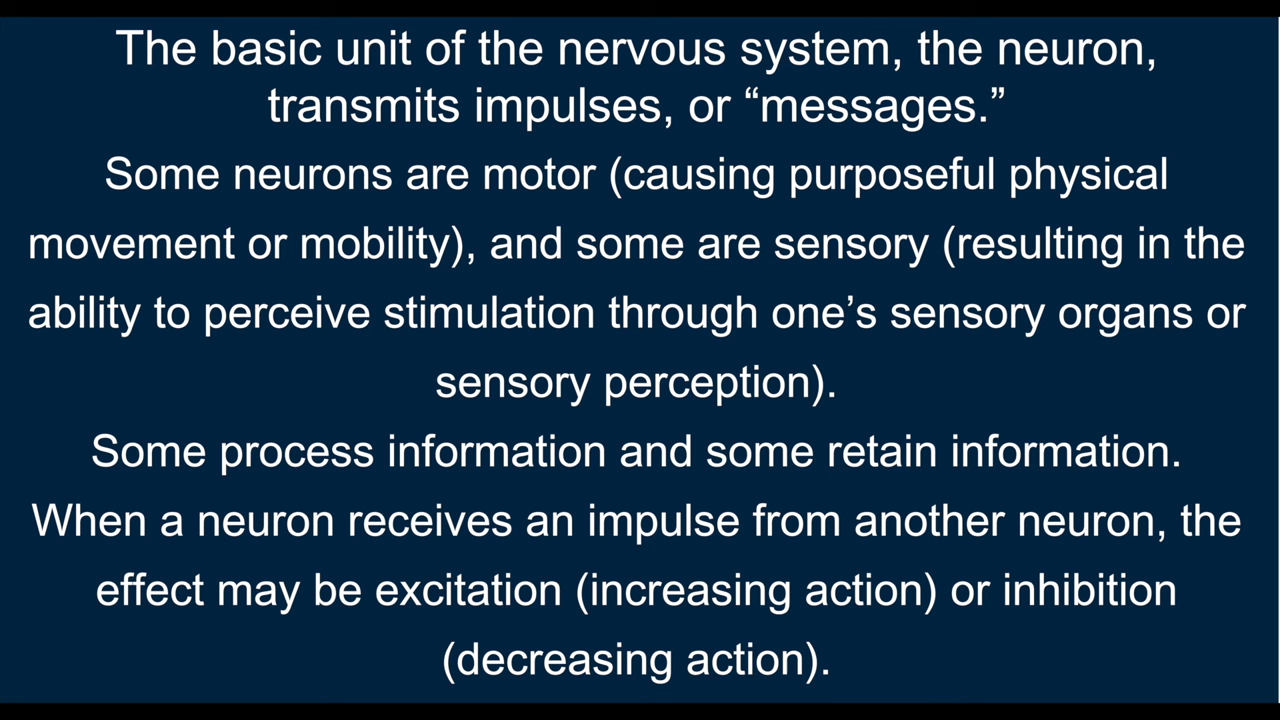 The basic unit of the nervous system, the neuron,
transmits impulses, or “messages.”
Some neurons are motor (causing purposeful physical
movement or mobility), and some are sensory (resulting in the
ability to perceive stimulation through one’s sensory organs or
sensory perception).
Some process information and some retain information.
When a neuron receives an impulse from another neuron, the
effect may be excitation (increasing action) or inhibition
(decreasing action).